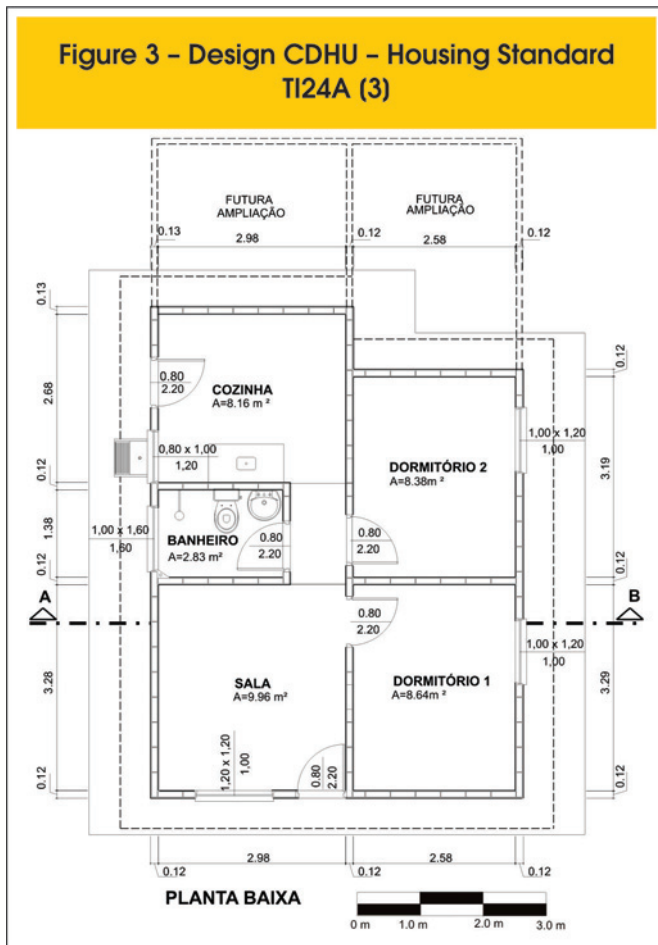 Figure 3 – Design CDHU – Housing Standard
TI24A (3)
FUTURA
AMPLIAÇÃO
FUTURA
AMPLIAÇÃO
0.13
2.98
0.12
2.58
0.12
0.13
2.68
0.12
1.38
0.12
3.28
0.12
0.80
2.20
COZINHA
A=8.16 m ²
0,80 x 1,00
1,20
1,00 x 1,60
1,60
BANHEIRO
A=2.83 m ²
0.80
2.20
0.80
2.20
DORMITÓRIO 2
A=8.38m²
1,00 x 1,20
1,00
0.12
3.19
0.12
3.29
0.12
A
B
0.80
2.20
1,00 x 1,20
1,00
SALA
A=9.96 m²
DORMITÓRIO 1
A=8.64m²
1,20 x 1,20
1,00
0.80
2.20
2.98
2.58
0.12
0.12
0.12
PLANTA BAIXA
0 m
1.0 m
2.0 m
3.0 m